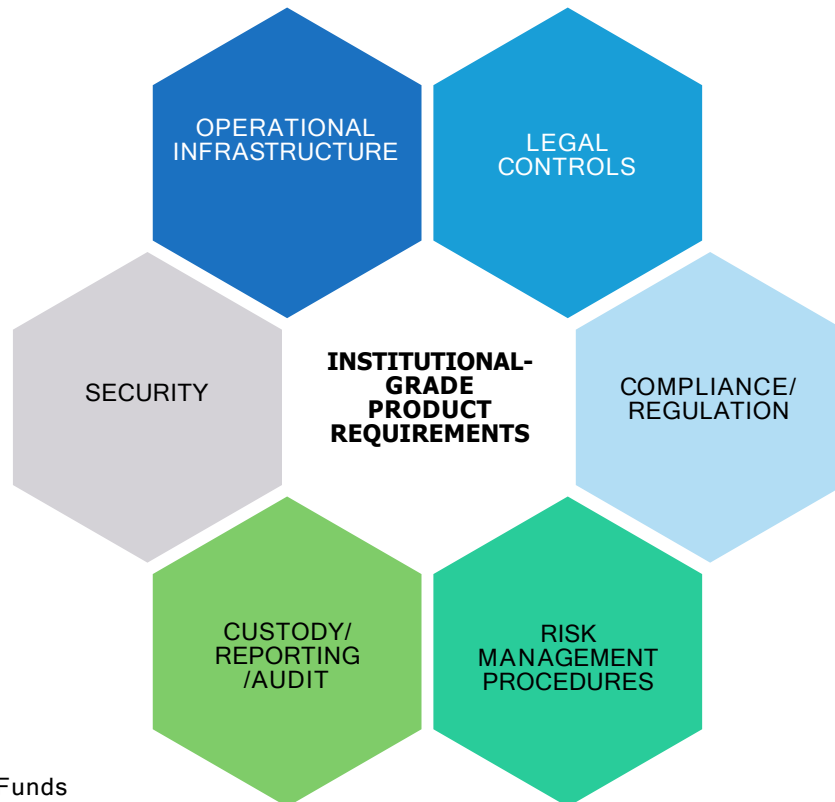 OPERATIONAL
INFRASTRUCTURE
LEGAL
CONTROLS
SECURITY
INSTITUTIONAL-
GRADE
PRODUCT
REQUIREMENTS
COMPLIANCE/
REGULATION
CUSTODY/
REPORTING
/AUDIT
RISK
MANAGEMENT
PROCEDURES
Funds